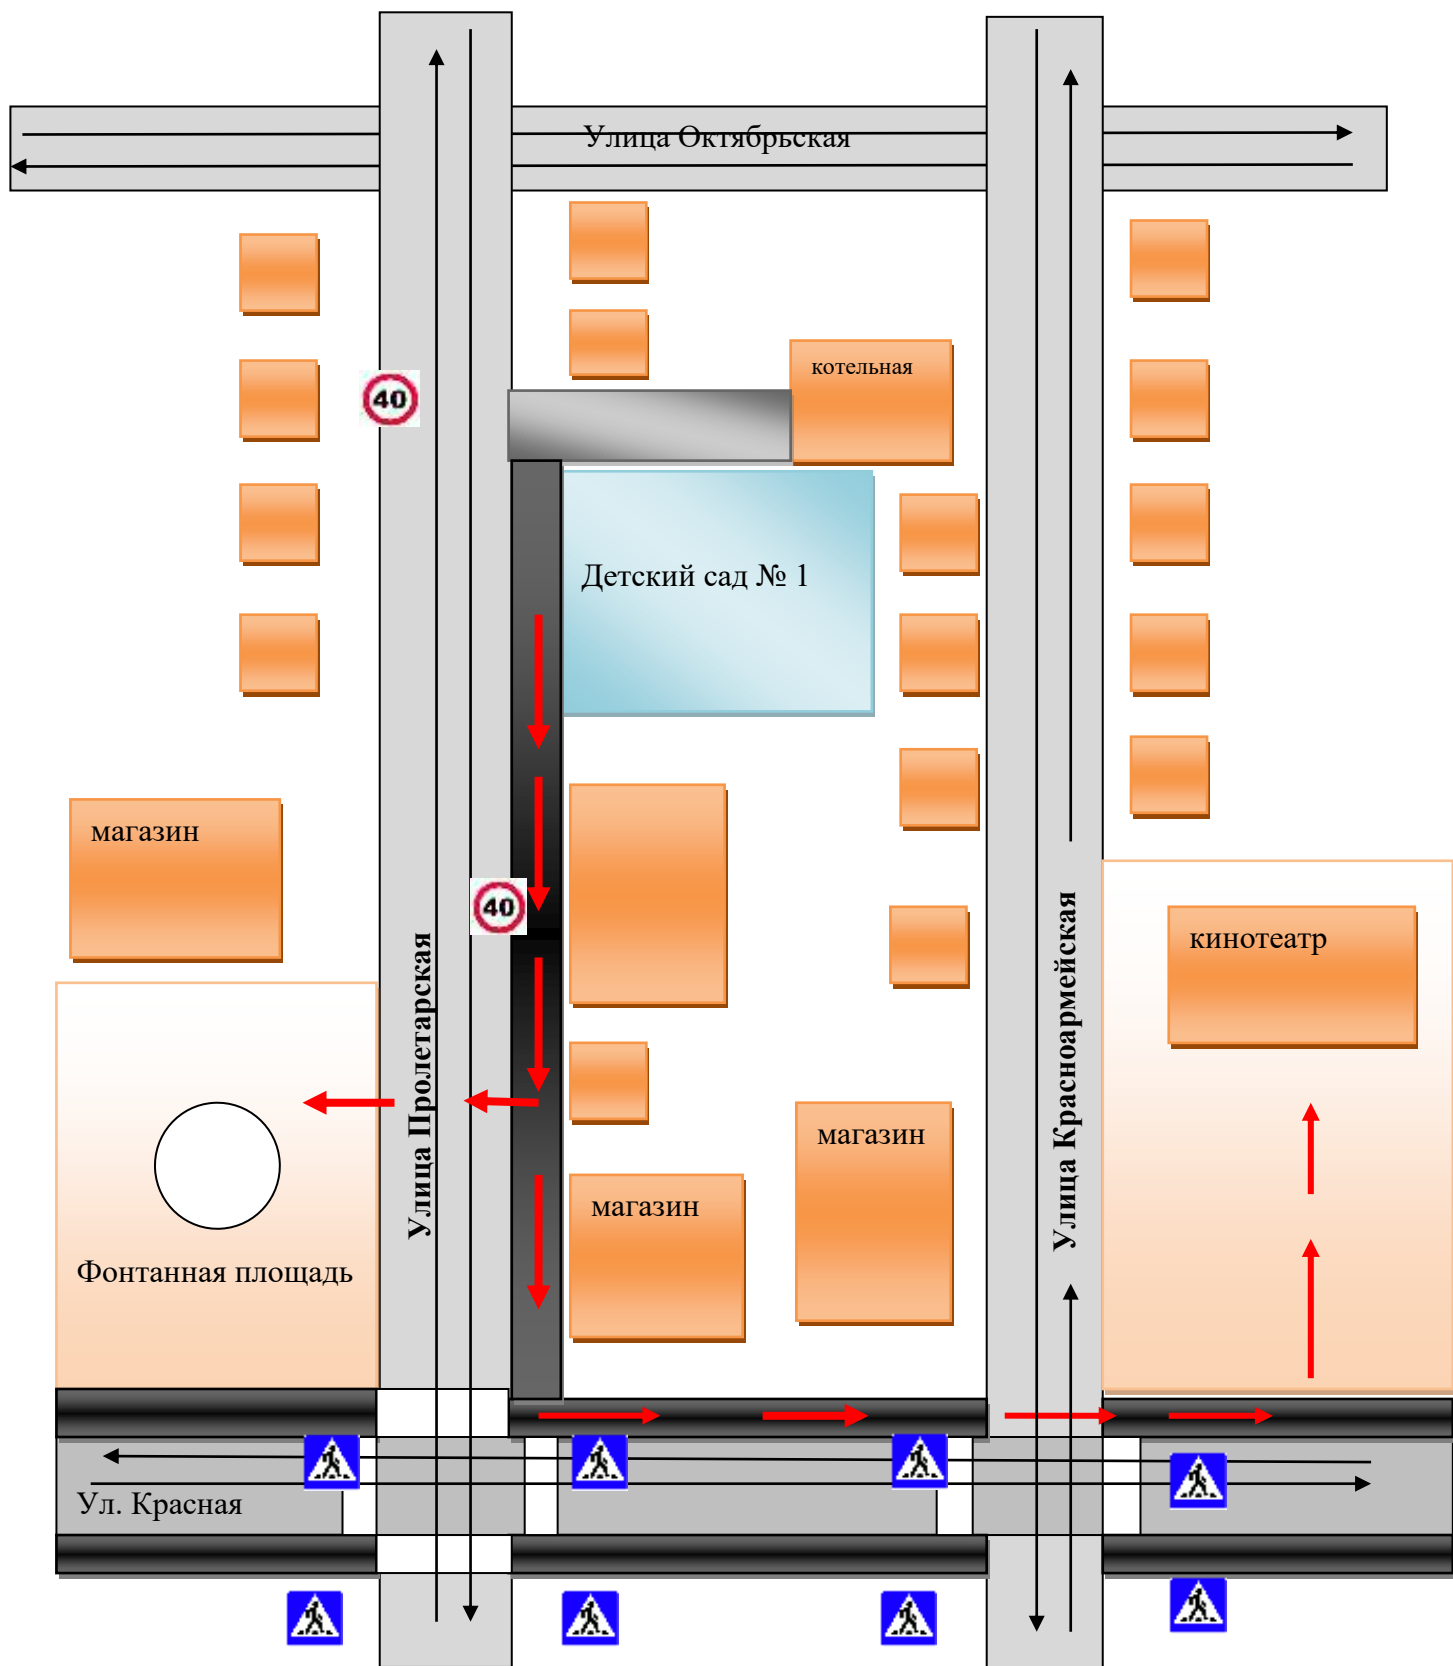 Улица Октябрьская
котельная
40
Детский сад № 1
магазин
40
Улица Пролетарская
Улица Красноармейская
кинотеатр
магазин
магазин
Фонтанная площадь
Ул. Красная